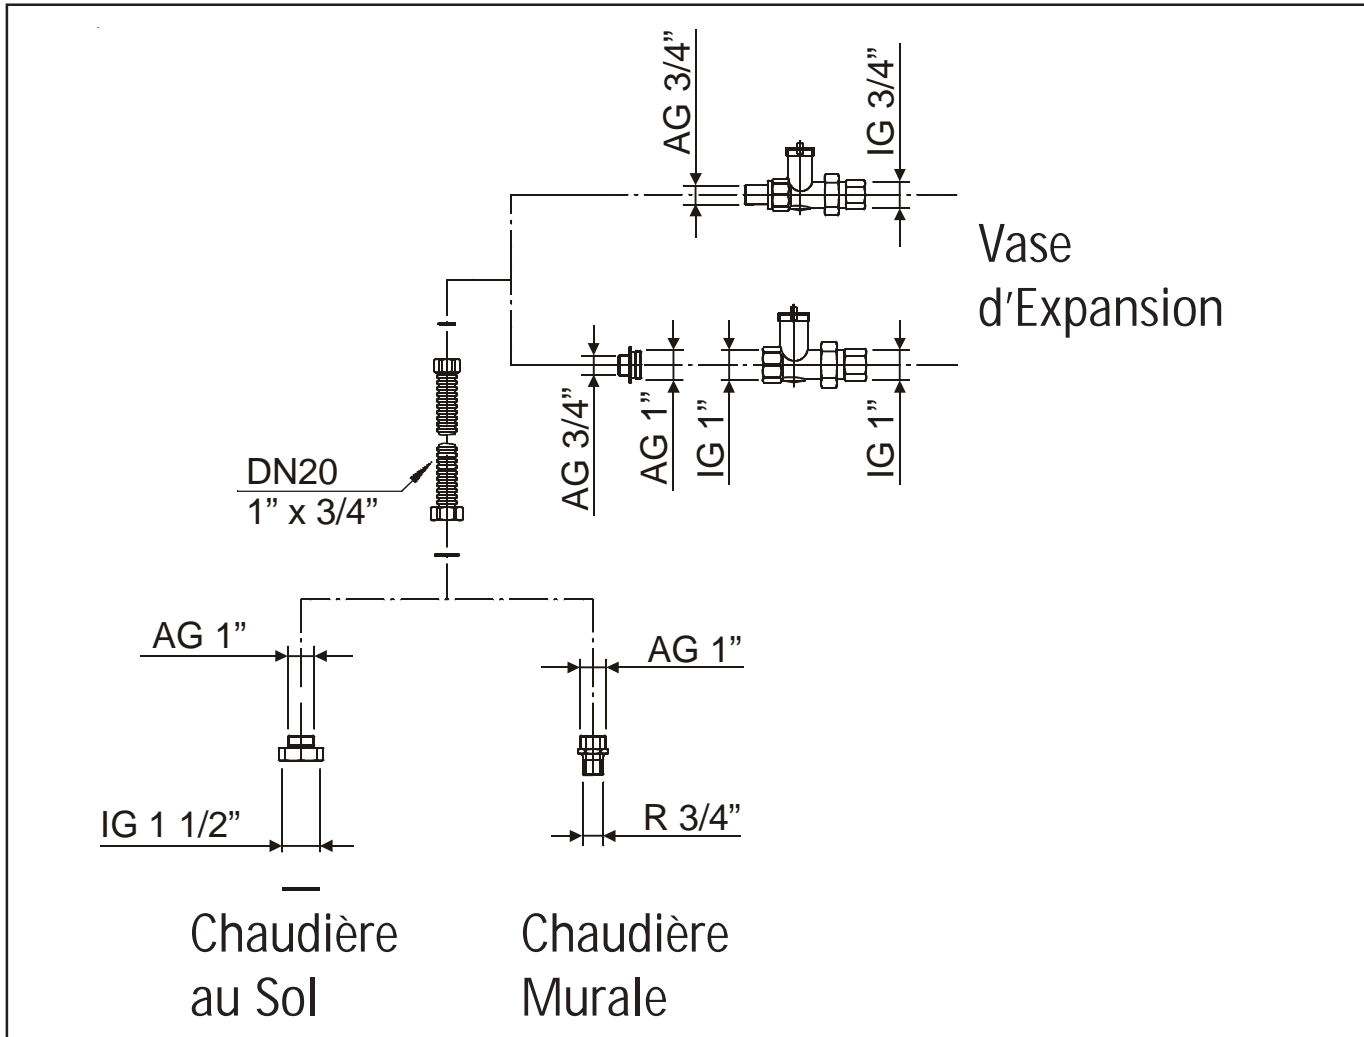 AG 3/4”
IG 3/4”
Vase
d'Expansion
AG 3/4”
AG 1”
IG 1”
IG 1”
DN20
1” x 3/4”
AG 1”
AG 1”
IG 1 1/2”
R 3/4”
Chaudière
au Sol
Chaudière
Murale